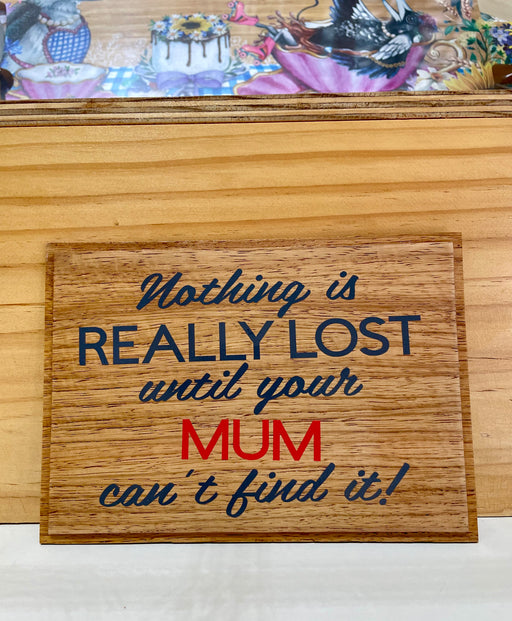 Nothing is
REALLY LOST
until your
MUM
can't find it!